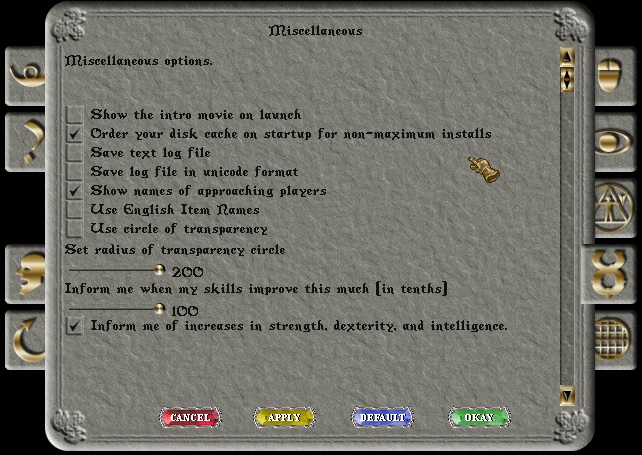 Miscellaneous
Miscellaneous options.
Show the intro movie on launch
Order your disk cache on startup for non-maximum installs
Save text log file
Save log file in unicode format
Show names of approaching players
Use English Item Names
Use circle of transparency
Set radius of transparency circle
200
Inform me when my skills improve this much (in tenths)
100
Inform me of increases in strength, dexterity, and intelligence.
CANCEL APPLY DEFAULT OKAY